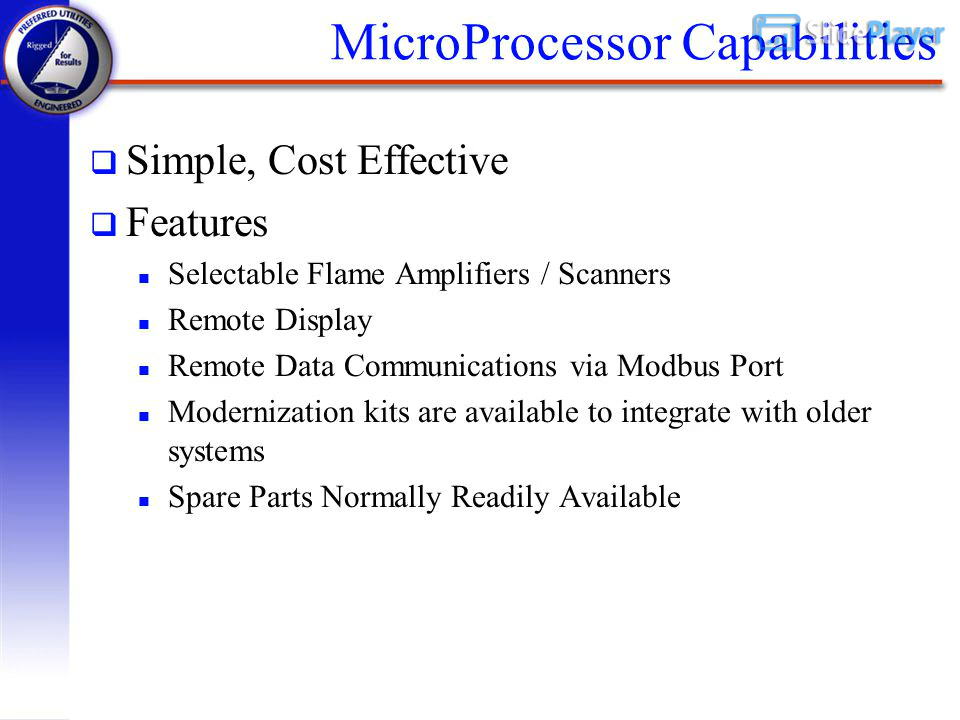 PREFERRED UTILITIES
Rigged for Results
ENGINEERED
MicroProcessor Capabilities
SlidePlayer
Simple, Cost Effective
Features
Selectable Flame Amplifiers / Scanners
Remote Display
Remote Data Communications via Modbus Port
Modernization kits are available to integrate with older
systems
Spare Parts Normally Readily Available